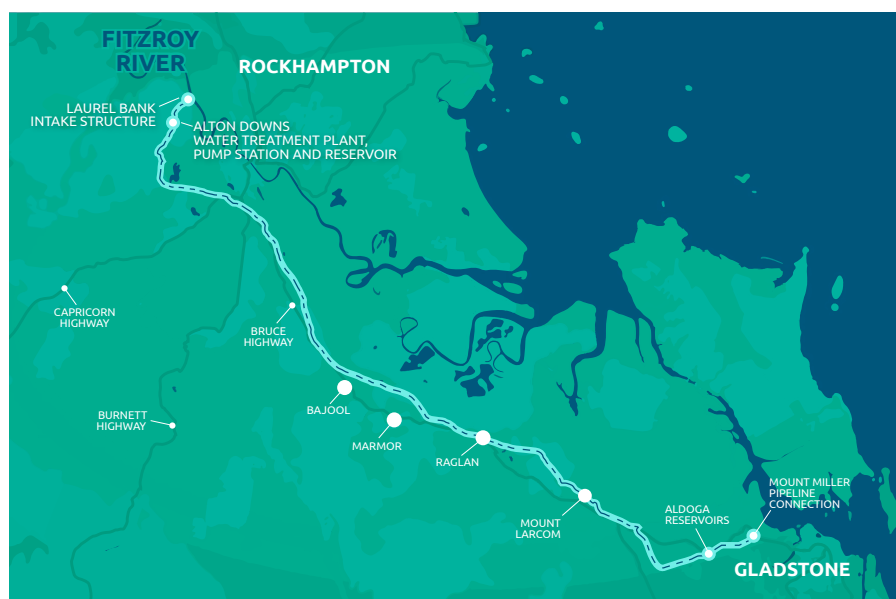 FITZROY
RIVER
ROCKHAMPTON
LAUREL BANK
INTAKE STRUCTURE
ALTON DOWNS
WATER TREATMENT PLANT,
PUMP STATION AND RESERVOIR
CAPRICORN
HIGHWAY
BRUCE
HIGHWAY
BURNETT
HIGHWAY
BAJOOL
MARMOR
RAGLAN
MOUNT
LARCOM
ALDOGA
RESERVOIRS
MOUNT MILLER
PIPELINE
CONNECTION
GLADSTONE